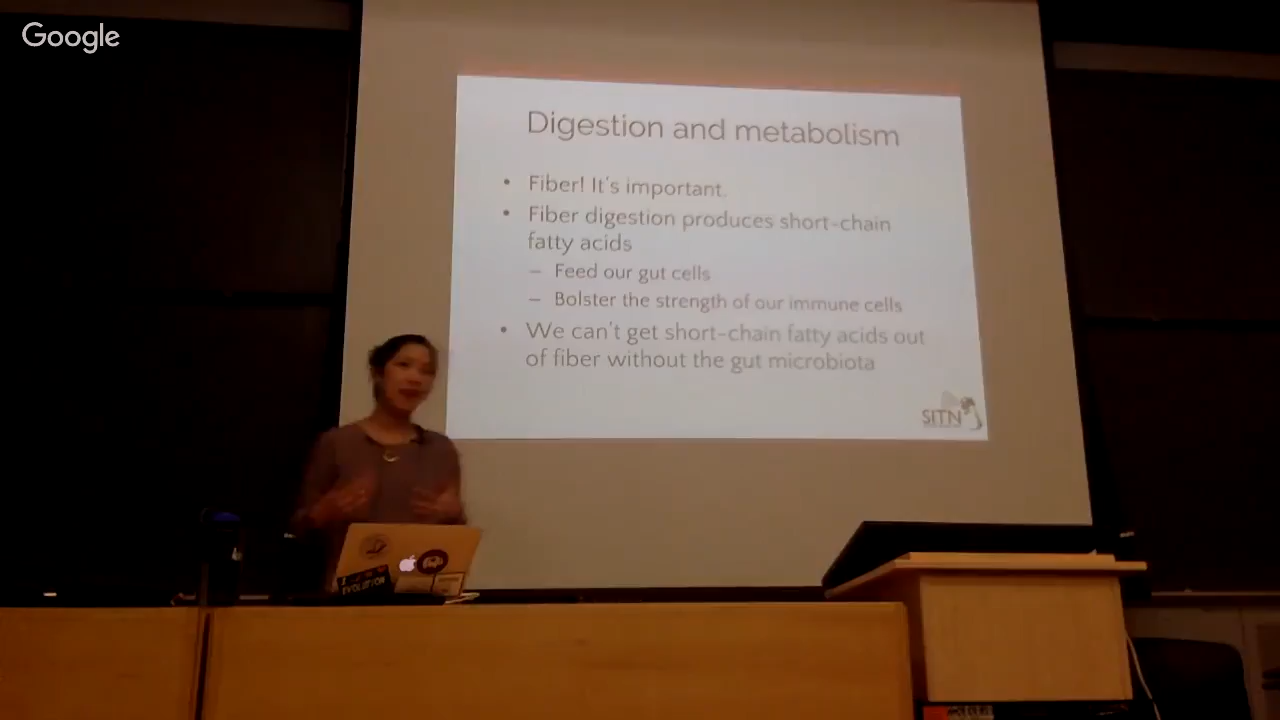 Google
Digestion and metabolism
• Fiber! It's important.
• Fiber digestion produces short-chain
fatty acids
– Feed our gut cells
– Bolster the strength of our immune cells
• We can't get short-chain fatty acids out
of fiber without the gut microbiota
SITN
EVOLUTION